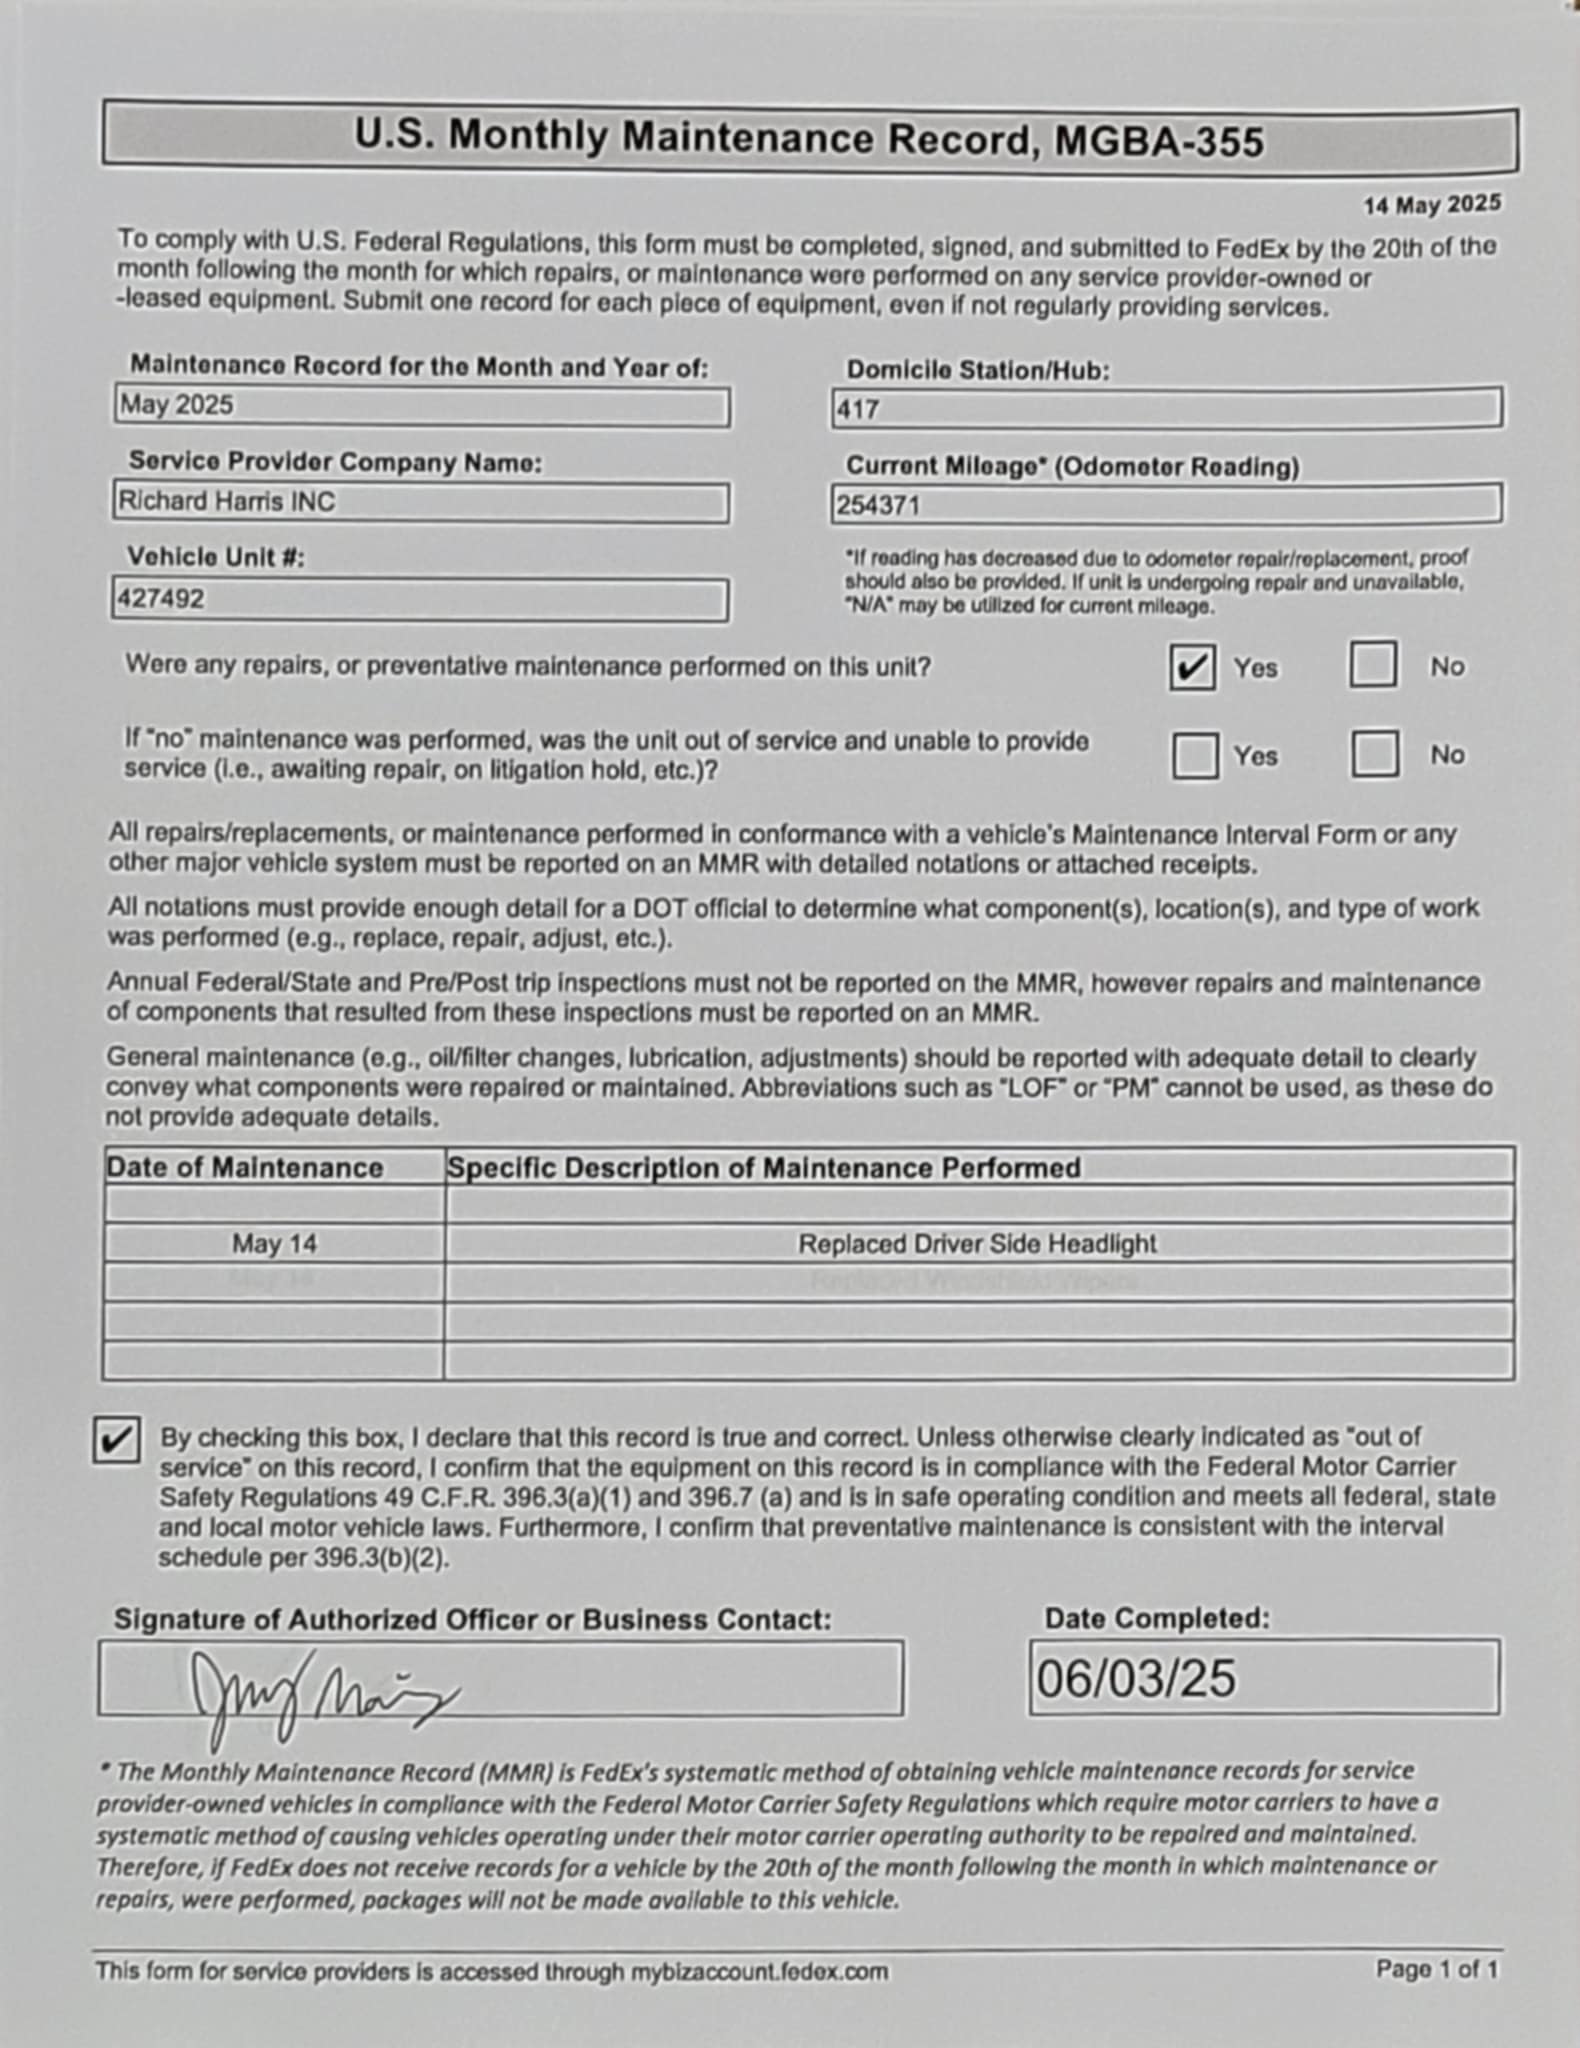 U.S. Monthly Maintenance Record, MGBA-355
14 May 2025
To comply with U.S. Federal Regulations, this form must be completed, signed, and submitted to FedEx by the 20th of the
month following the month for which repairs, or maintenance were performed on any service provider-owned or
-leased equipment. Submit one record for each piece of equipment, even if not regularly providing services.
Maintenance Record for the Month and Year of:
May 2025
Domicile Station/Hub:
417
Service Provider Company Name:
Richard Harris INC
Current Mileage* (Odometer Reading)
254371
Vehicle Unit #:
427492
*If reading has decreased due to odometer repair/replacement, proof
should also be provided. If unit is undergoing repair and unavailable,
"N/A" may be utilized for current mileage.
Were any repairs, or preventative maintenance performed on this unit? ✔ Yes No
If "no" maintenance was performed, was the unit out of service and unable to provide
service (i.e., awaiting repair, on litigation hold, etc.)? Yes No
All repairs/replacements, or maintenance performed in conformance with a vehicle's Maintenance Interval Form or any
other major vehicle system must be reported on an MMR with detailed notations or attached receipts.
All notations must provide enough detail for a DOT official to determine what component(s), location(s), and type of work
was performed (e.g., replace, repair, adjust, etc.).
Annual Federal/State and Pre/Post trip inspections must not be reported on the MMR, however repairs and maintenance
of components that resulted from these inspections must be reported on an MMR.
General maintenance (e.g., oil/filter changes, lubrication, adjustments) should be reported with adequate detail to clearly
convey what components were repaired or maintained. Abbreviations such as "LOF" or "PM" cannot be used, as these do
not provide adequate details.
Date of Maintenance Specific Description of Maintenance Performed
May 14 Replaced Driver Side Headlight
✔ By checking this box, I declare that this record is true and correct. Unless otherwise clearly indicated as "out of
service" on this record, I confirm that the equipment on this record is in compliance with the Federal Motor Carrier
Safety Regulations 49 C.F.R. 396.3(a)(1) and 396.7 (a) and is in safe operating condition and meets all federal, state
and local motor vehicle laws. Furthermore, I confirm that preventative maintenance is consistent with the interval
schedule per 396.3(b)(2).
Signature of Authorized Officer or Business Contact:
Date Completed:
06/03/25
* The Monthly Maintenance Record (MMR) is FedEx's systematic method of obtaining vehicle maintenance records for service
provider-owned vehicles in compliance with the Federal Motor Carrier Safety Regulations which require motor carriers to have a
systematic method of causing vehicles operating under their motor carrier operating authority to be repaired and maintained.
Therefore, if FedEx does not receive records for a vehicle by the 20th of the month following the month in which maintenance or
repairs, were performed, packages will not be made available to this vehicle.
This form for service providers is accessed through mybizaccount.fedex.com
Page 1 of 1